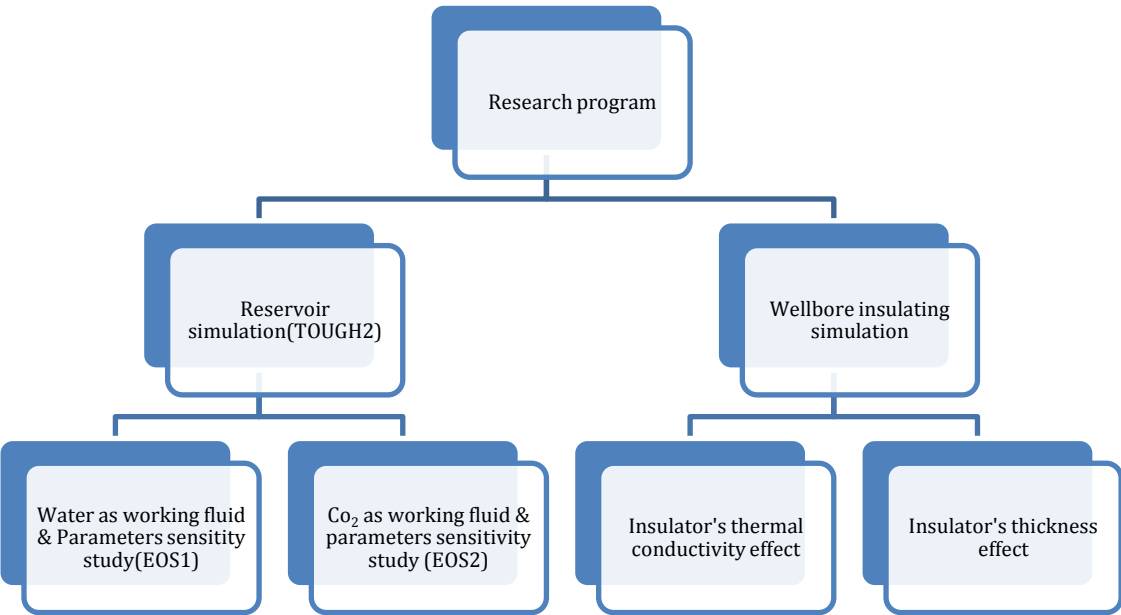 Research program
Reservoir
simulation(TOUGH2)
Wellbore insulating
simulation
Water as working fluid
& Parameters sensitity
study(EOS1)
Co₂ as working fluid &
parameters sensitivity
study (EOS2)
Insulator's thermal
conductivity effect
Insulator's thickness
effect